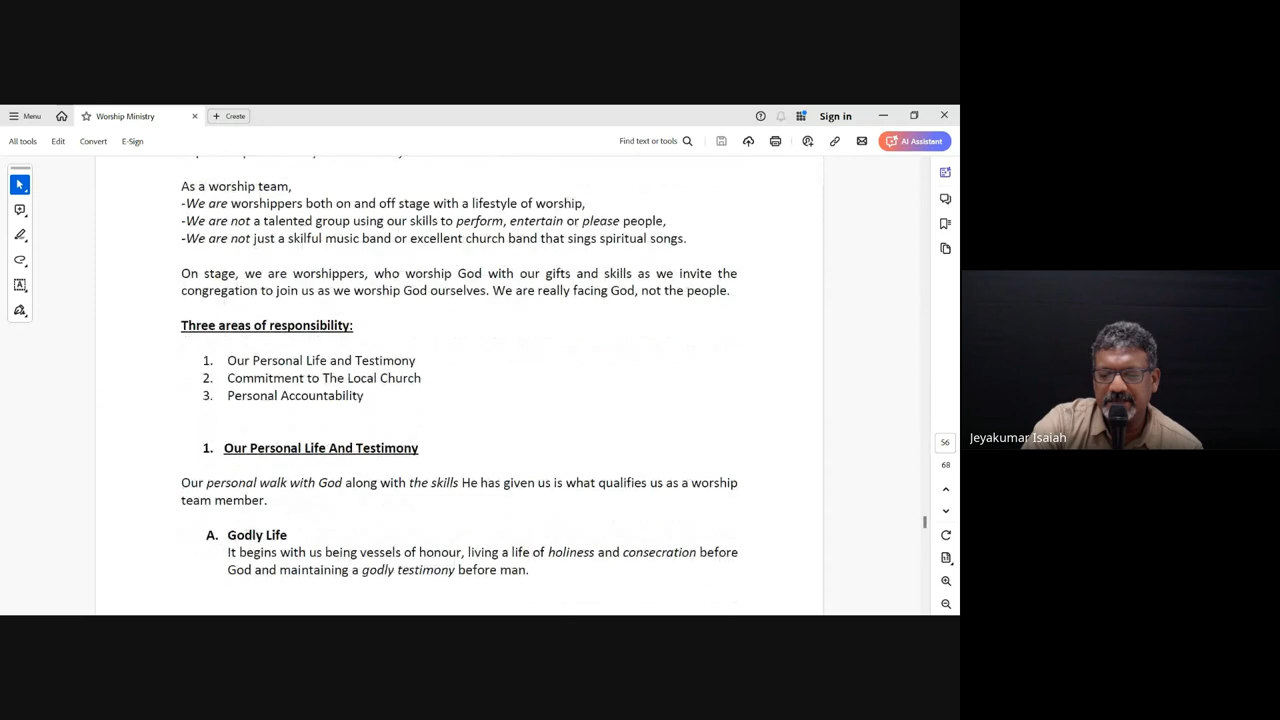 Menu
Worship Ministry
Create
Sign in
All tools
Edit
Convert
E-Sign
Find text or tools
AI Assistant
As a worship team,
-We are worshippers both on and off stage with a lifestyle of worship,
-We are not a talented group using our skills to perform, entertain or please people,
-We are not just a skilful music band or excellent church band that sings spiritual songs.
On stage, we are worshippers, who worship God with our gifts and skills as we invite the
congregation to join us as we worship God ourselves. We are really facing God, not the people.
Three areas of responsibility:
1. Our Personal Life and Testimony
2. Commitment to The Local Church
3. Personal Accountability
1. Our Personal Life And Testimony
Our personal walk with God along with the skills He has given us is what qualifies us as a worship
team member.
A. Godly Life
It begins with us being vessels of honour, living a life of holiness and consecration before
God and maintaining a godly testimony before man.
56
68
Jeyakumar Isaiah